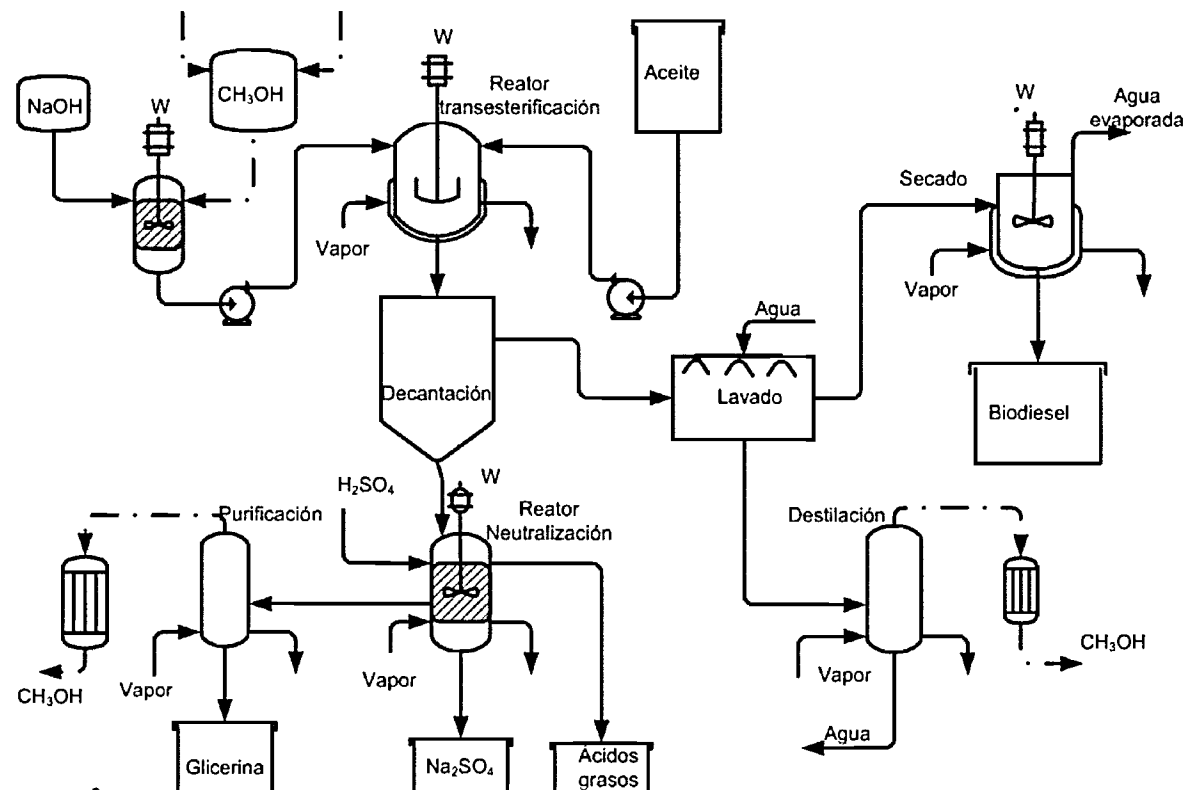 W
Aceite
Reator
transesterificación
NaOH
CH₃OH
W
W
Agua
evaporada
Secado
Vapor
Vapor
Agua
Decantación
Lavado
Biodiesel
H₂SO₄
W
Reator
Neutralización
Purificación
Destilación
Vapor
Vapor
Vapor
CH₃OH
CH₃OH
Agua
Glicerina
Na₂SO₄
Ácidos
grasos